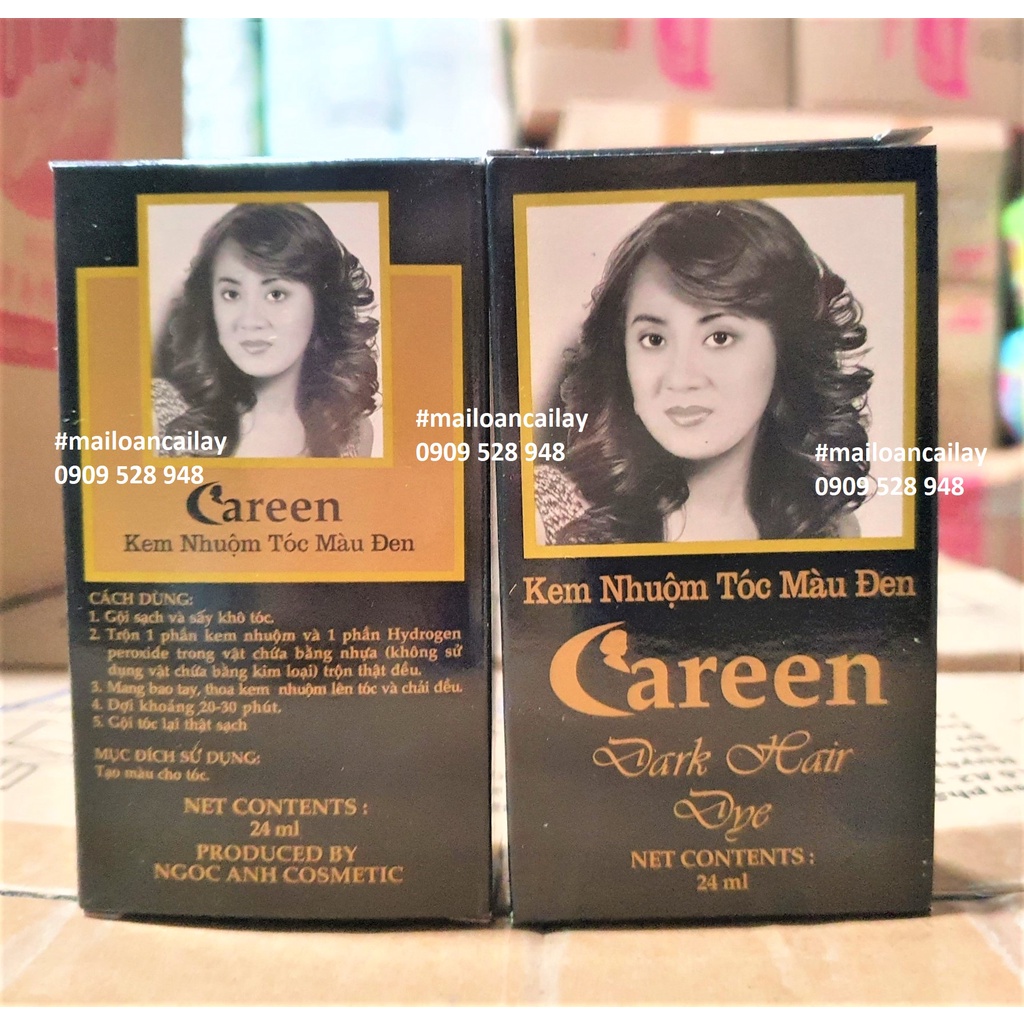 #mailoancailay
0909 528 948
Careen
Kem Nhuộm Tóc Màu Đen
CÁCH DÙNG:
1. Gội sạch và sấy khô tóc.
2. Trộn 1 phần kem nhuộm và 1 phần Hydrogen
peroxide trong vật chứa bằng nhựa (không sử
dụng vật chứa bằng kim loại) trộn thật đều.
3. Mang bao tay, thoa kem nhuộm lên tóc và chải đều.
4. Đợi khoảng 20-30 phút.
5. Gội tóc lại thật sạch
MỤC ĐÍCH SỬ DỤNG:
Tạo màu cho tóc.
NET CONTENTS :
24 ml
PRODUCED BY
NGOC ANH COSMETIC
#mailoancailay
0909 528 948
#mailoancailay
0909 528 948
Kem Nhuộm Tóc Màu Đen
Careen
Dark Hair
Dye
NET CONTENTS :
24 ml